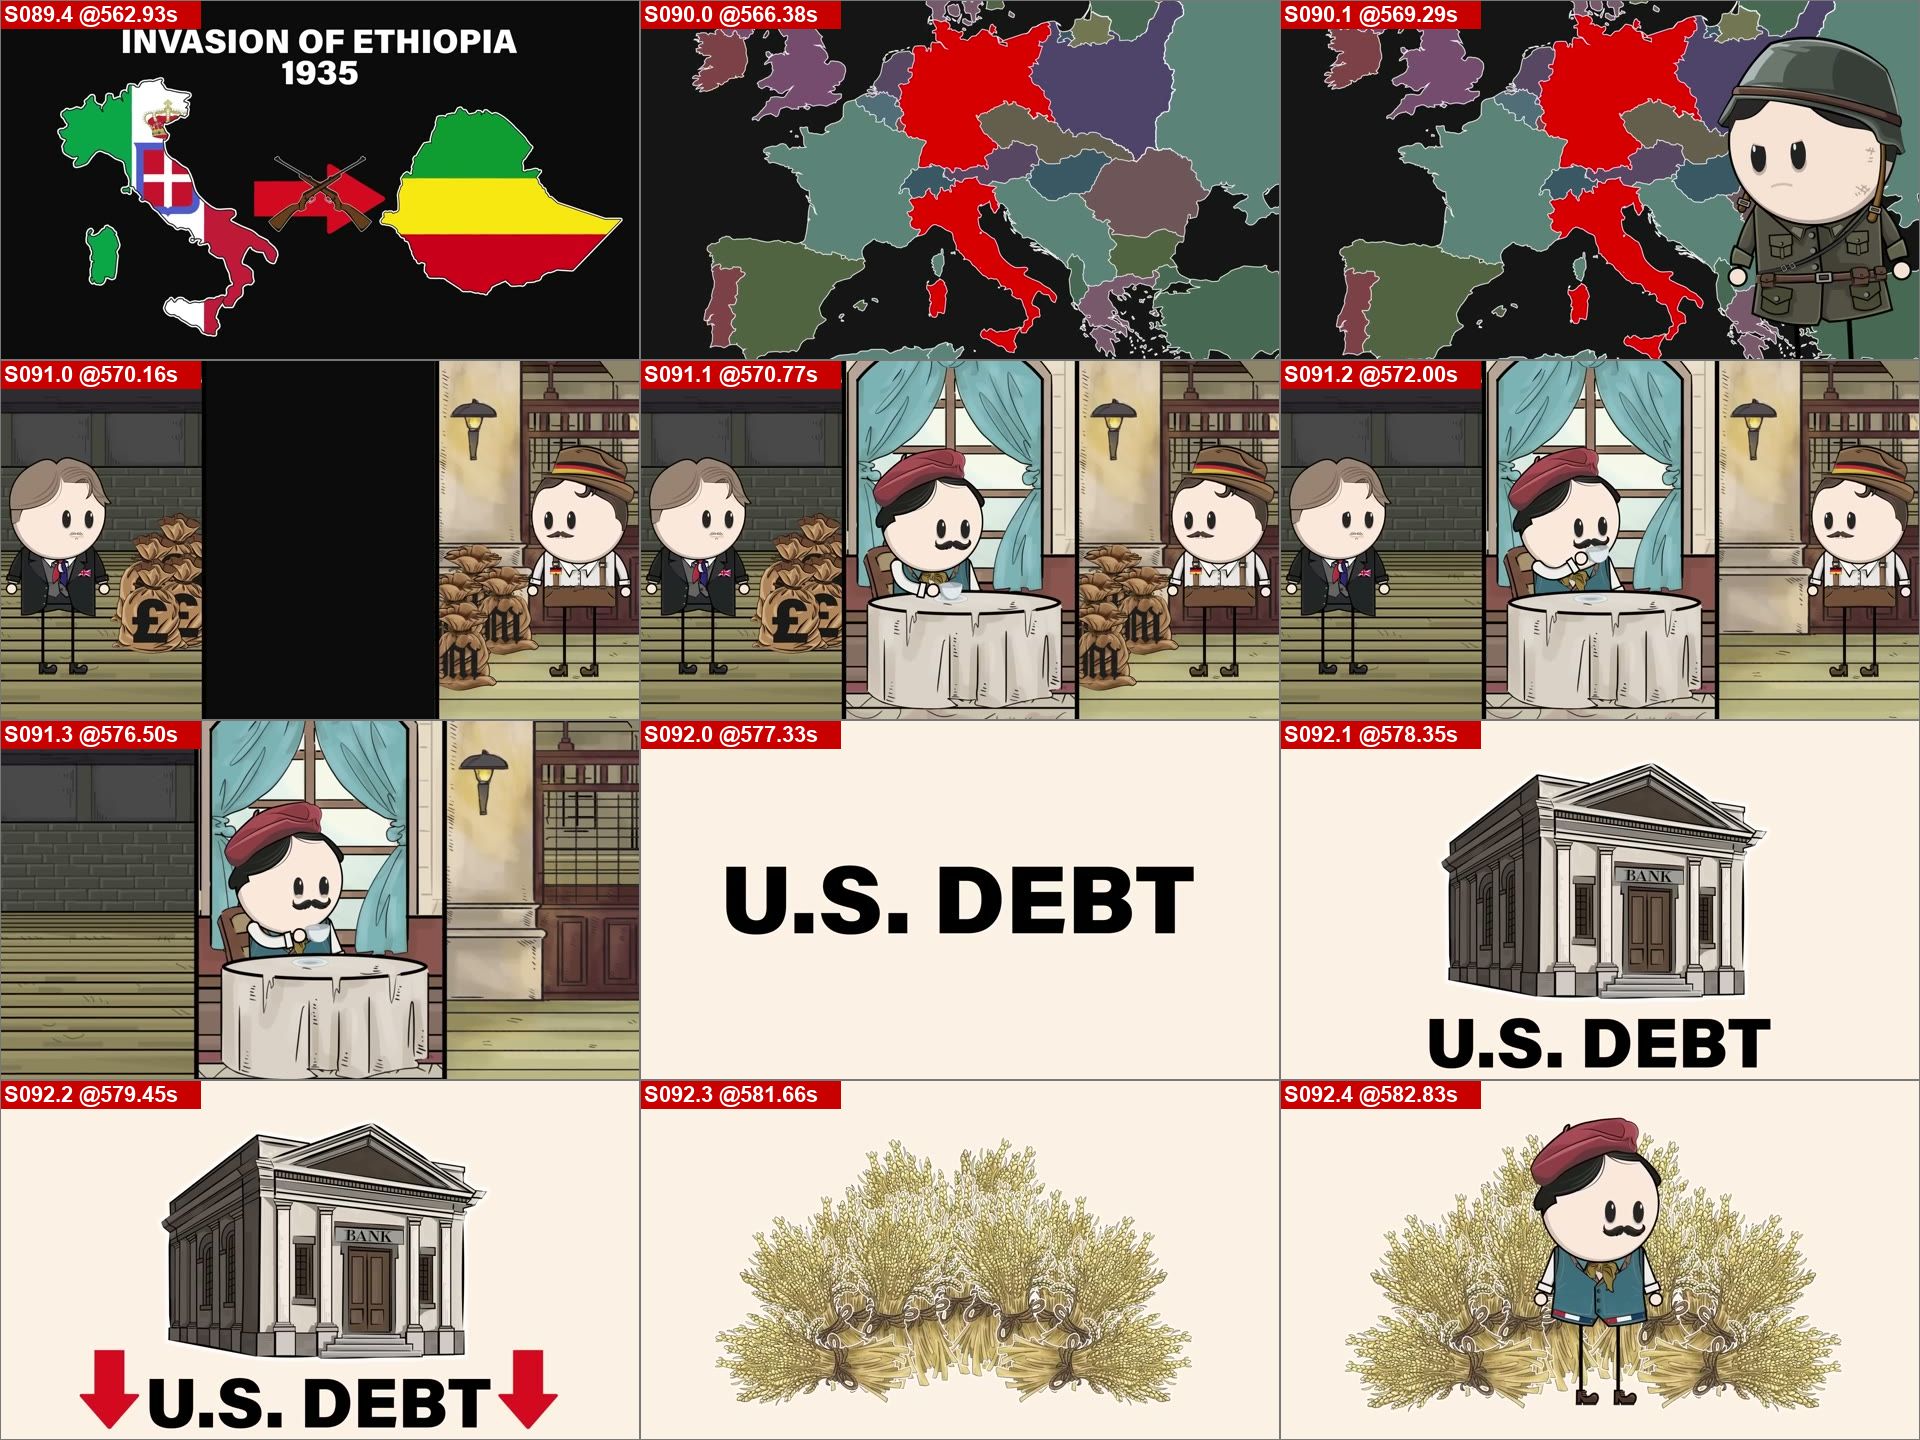 S089.4 @562.93s
INVASION OF ETHIOPIA
1935
S090.0 @566.38s
S090.1 @569.29s
S091.0 @570.16s
£
£
M
M
S091.1 @570.77s
£
£
M
M
S091.2 @572.00s
S091.3 @576.50s
S092.0 @577.33s
U.S. DEBT
S092.1 @578.35s
BANK
U.S. DEBT
S092.2 @579.45s
BANK
U.S. DEBT
S092.3 @581.66s
S092.4 @582.83s